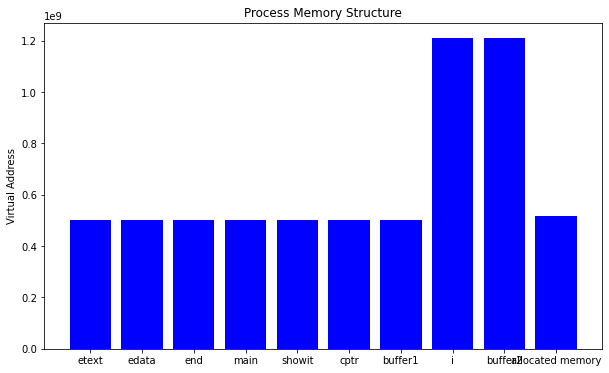 Process Memory Structure
1e9
Virtual Address
1.2
1.0
0.8
0.6
0.4
0.2
0.0
etext edata end main showit cptr buffer1 i buffer2 allocated memory